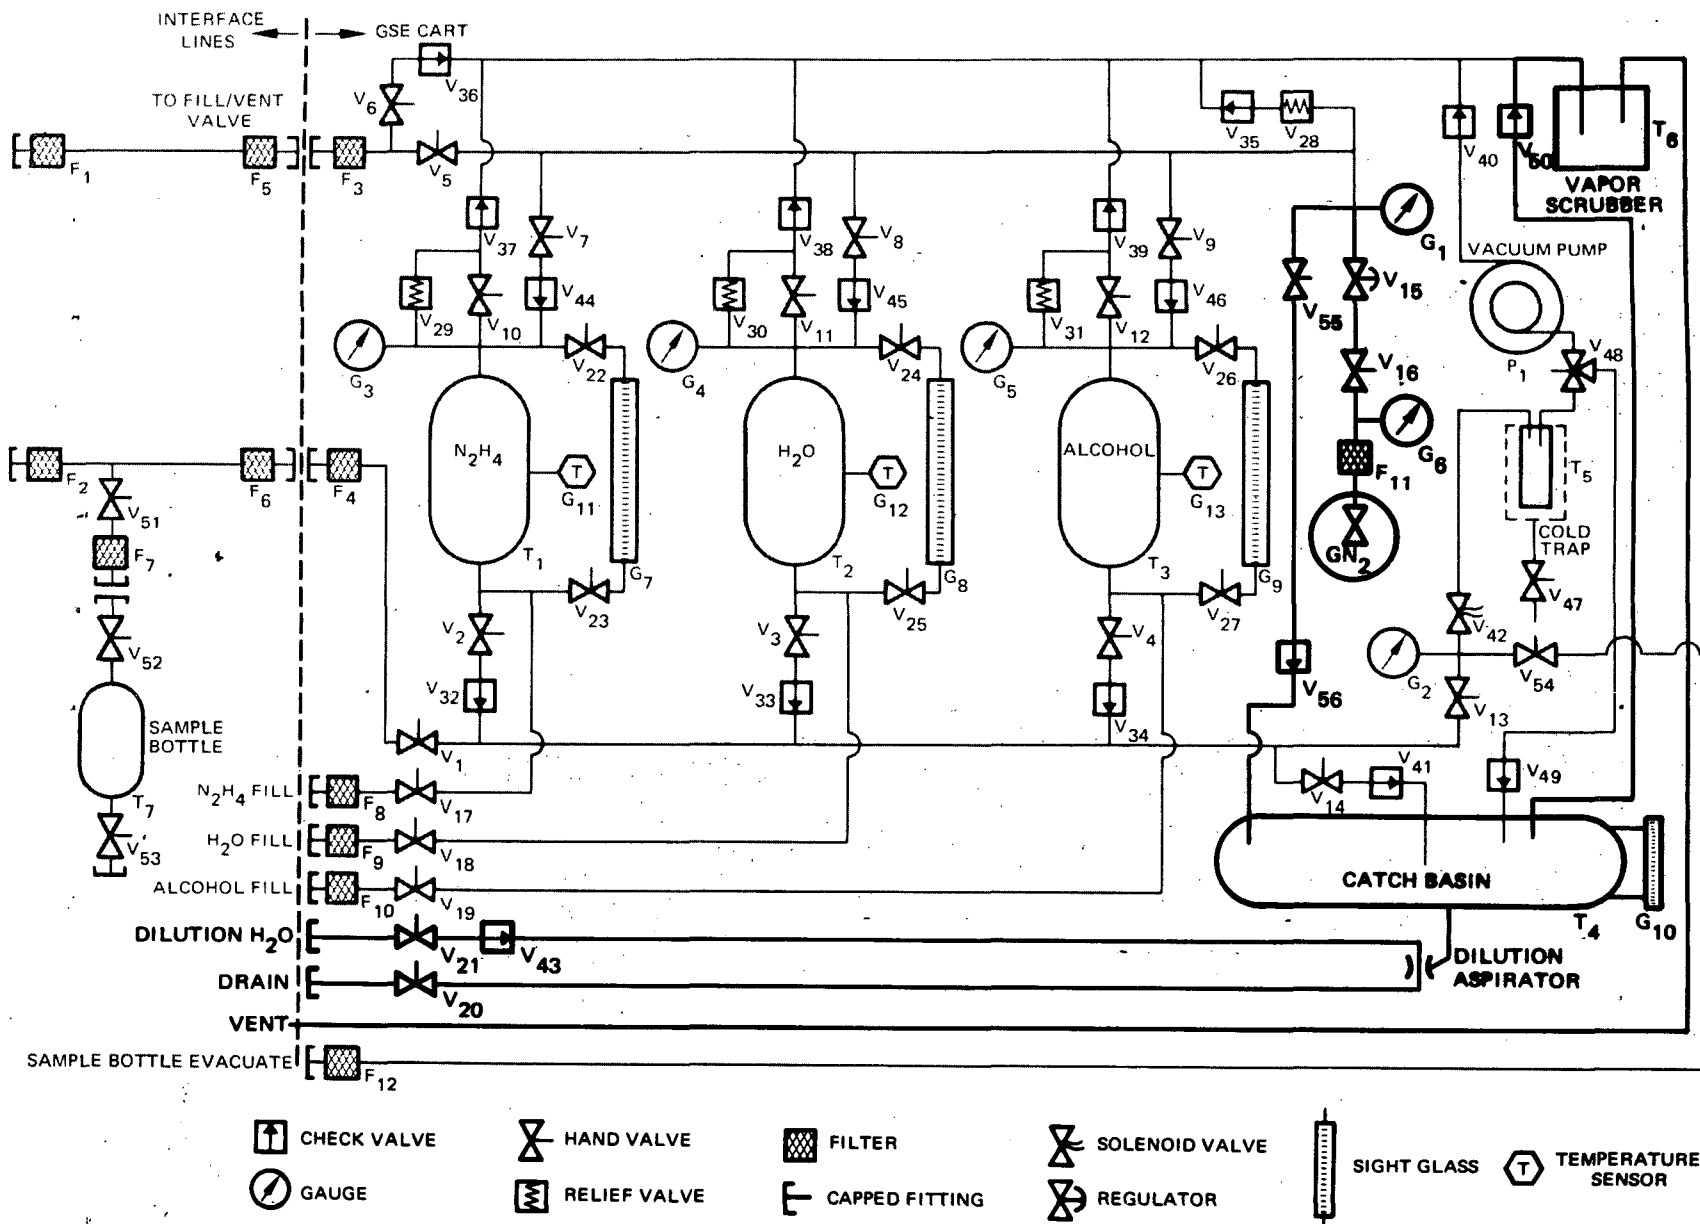 INTERFACE
LINES
GSE CART
TO FILL/VENT
VALVE
V6
V36
F1
F5
F3
V5
V35
V28
V40
V50
T6
VAPOR
SCRUBBER
V37
V7
V38
V8
V39
V9
G1
VACUUM PUMP
V29
V10
V44
V30
V11
V45
V31
V12
V46
V55
V15
G3
V22
G4
V24
G5
V26
V16
P1
V48
N2H4
H2O
ALCOHOL
G6
F2
F6
F4
G11
G12
G13
F11
T5
V51
F7
T1
G7
T2
G8
T3
G9
GN2
COLD
TRAP
V23
V25
V27
V47
V52
V2
V3
V4
V42
G2
V54
V32
V33
V34
V56
V13
SAMPLE
BOTTLE
V1
V41
V49
T7
N2H4 FILL
F8
V17
V14
V53
H2O FILL
F9
V18
ALCOHOL FILL
F10
V19
CATCH BASIN
T4
G10
DILUTION H2O
V21
V43
DILUTION
ASPIRATOR
DRAIN
V20
VENT
SAMPLE BOTTLE EVACUATE
F12
CHECK VALVE
HAND VALVE
FILTER
SOLENOID VALVE
SIGHT GLASS
T
TEMPERATURE
SENSOR
GAUGE
RELIEF VALVE
CAPPED FITTING
REGULATOR